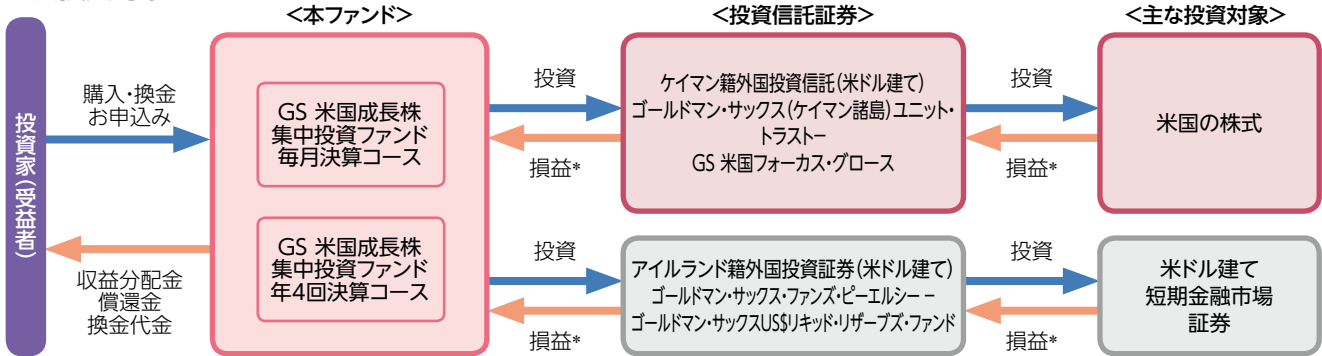 <本ファンド>
<投資信託証券>
<主な投資対象>
投資家(受益者)
購入・換金
お申込み
収益分配金
償還金
換金代金
GS 米国成長株
集中投資ファンド
毎月決算コース
GS 米国成長株
集中投資ファンド
年4回決算コース
投資
損益*
投資
損益*
ケイマン籍外国投資信託(米ドル建て)
ゴールドマン・サックス(ケイマン諸島)ユニット・
トラストー
GS 米国フォーカス・グロース
アイルランド籍外国投資証券(米ドル建て)
ゴールドマン・サックス・ファンズ・ピーエルシー −
ゴールドマン・サックスUS$リキッド・リザーブズ・ファンド
投資
損益*
投資
損益*
米国の株式
米ドル建て
短期金融市場
証券